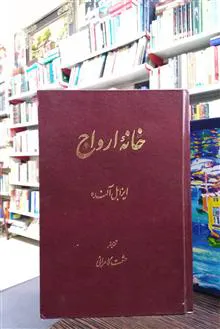 خانهٔ ارواح
ایزابل آلنده
ترجمهٔ
حشمت کامرانی